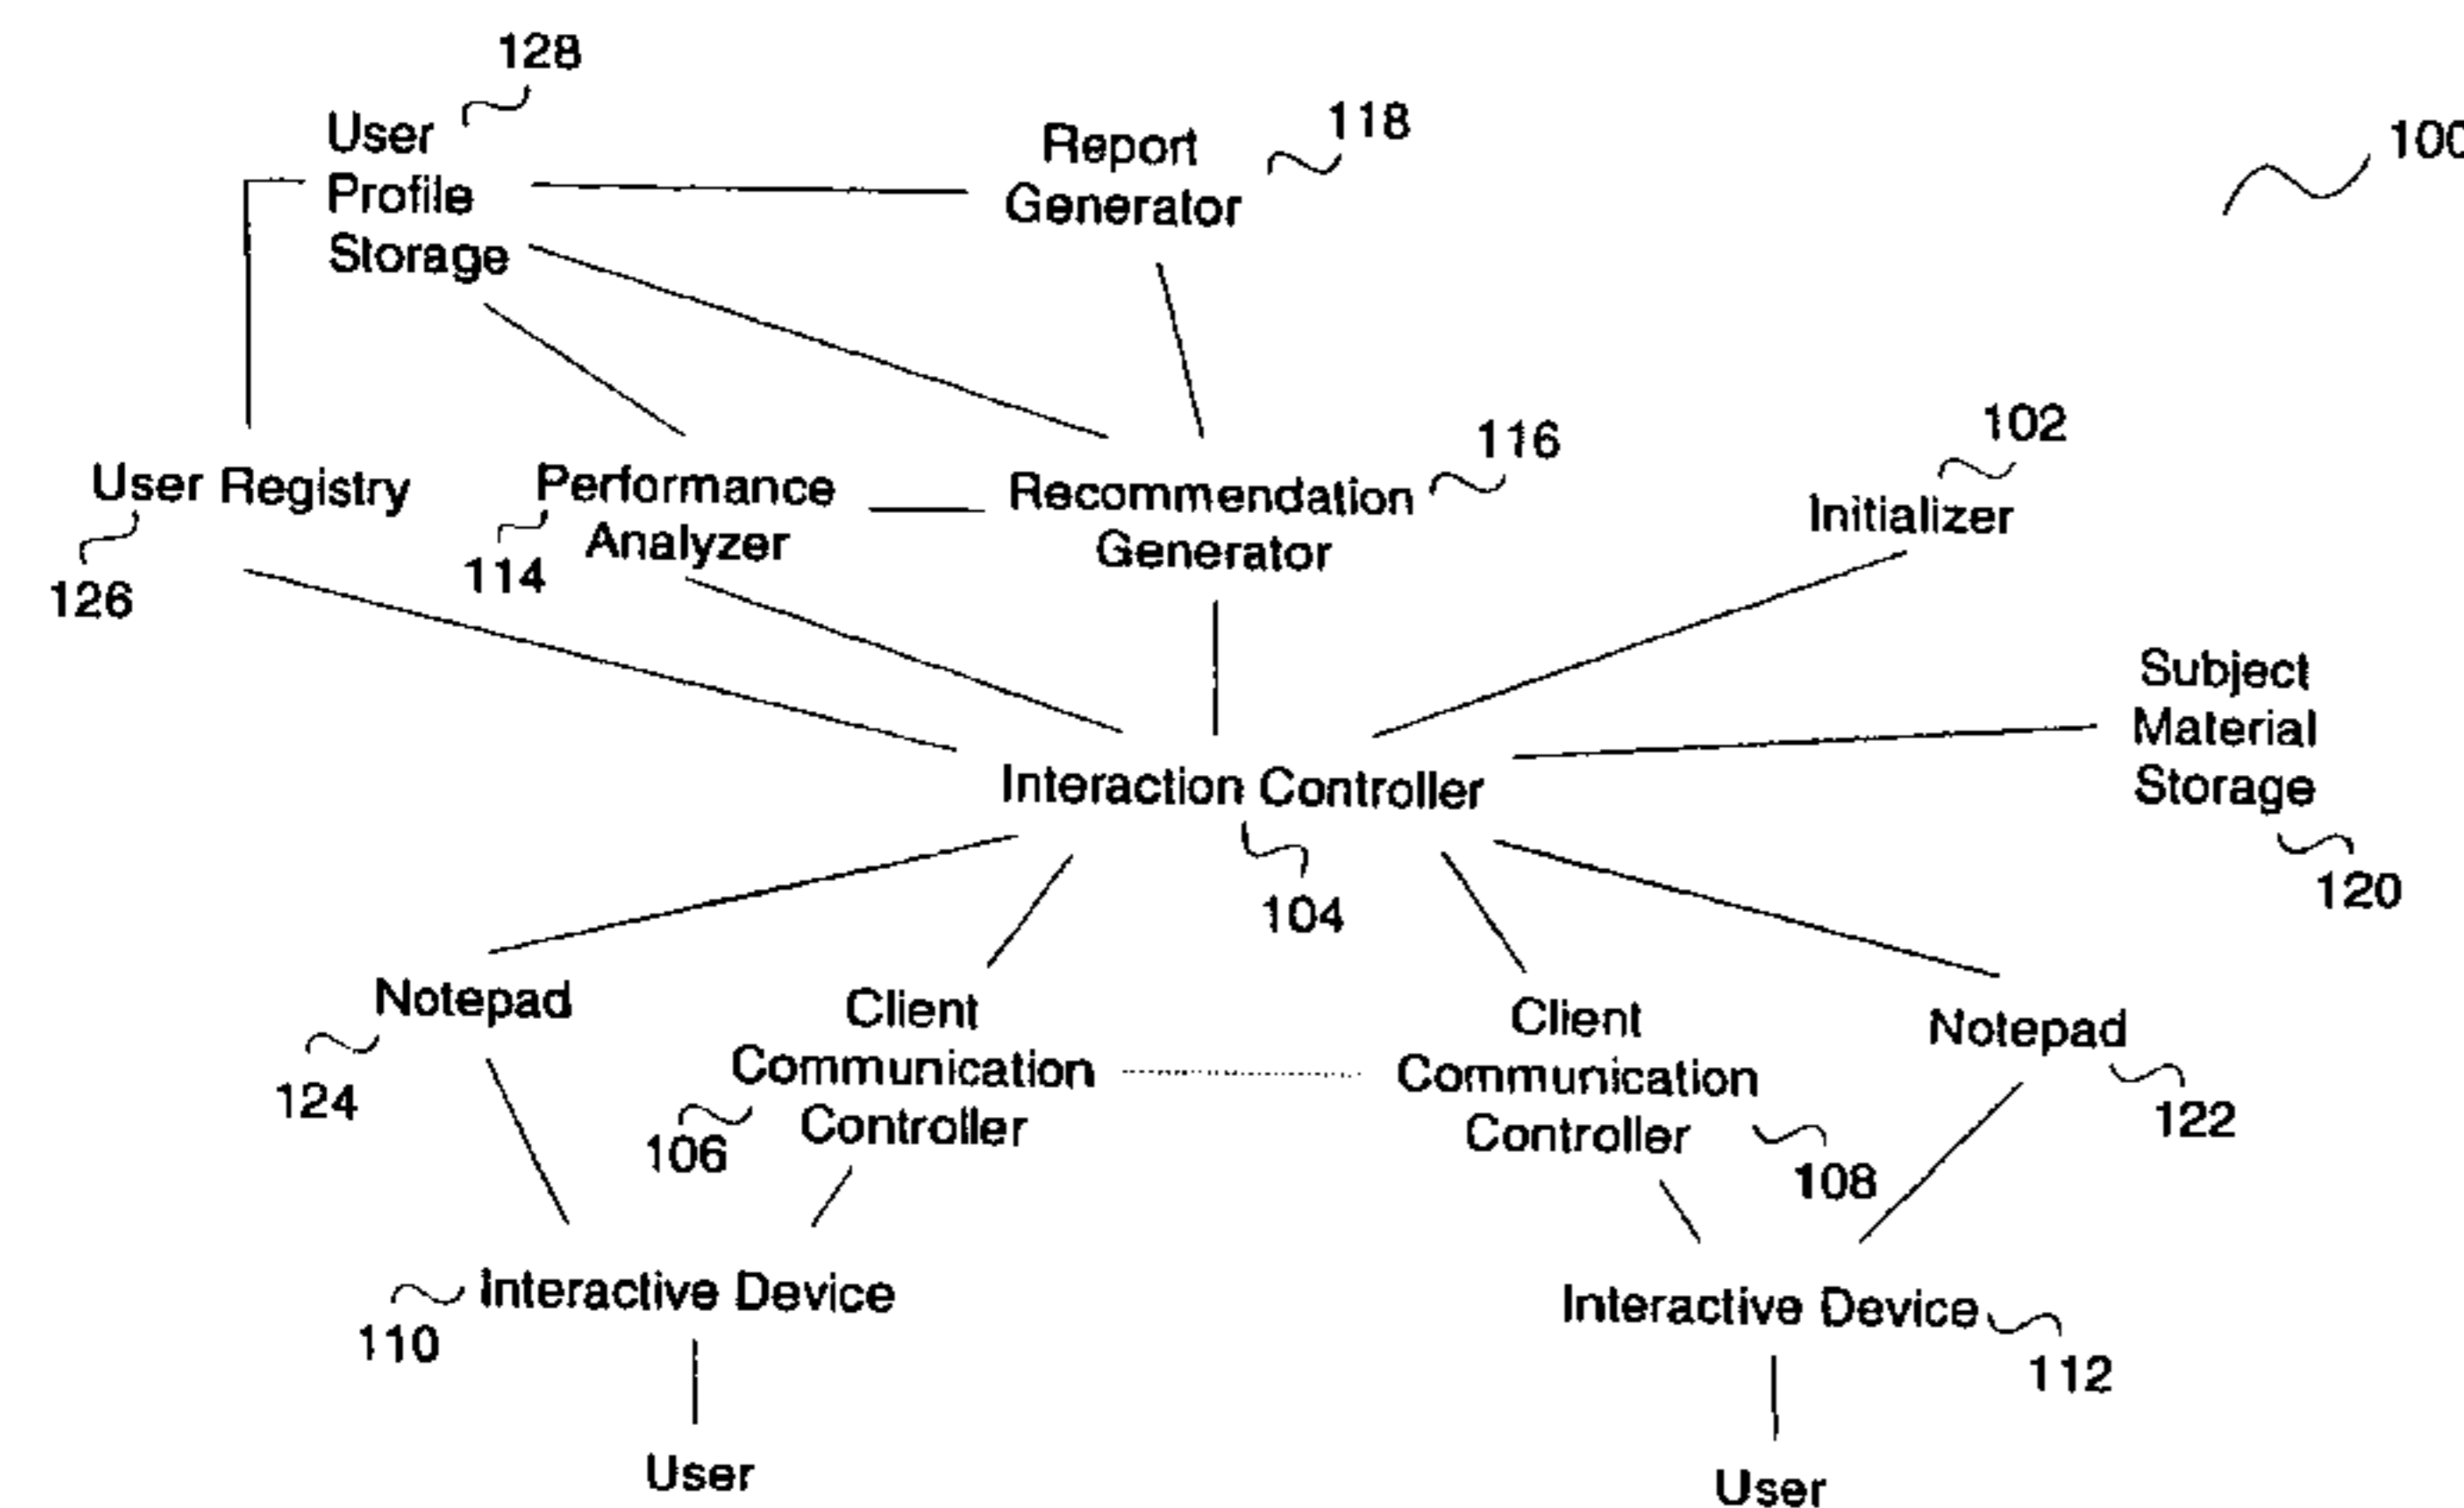 128
User
Profile
Storage
Report
Generator
118
100
User Registry
126
Performance
Analyzer
114
Recommendation
Generator
116
102
Initializer
Subject
Material
Storage
120
Interaction Controller
104
Notepad
124
Client
Communication
Controller
106
Client
Communication
Controller
108
Notepad
122
Interactive Device
110
Interactive Device
112
User
User